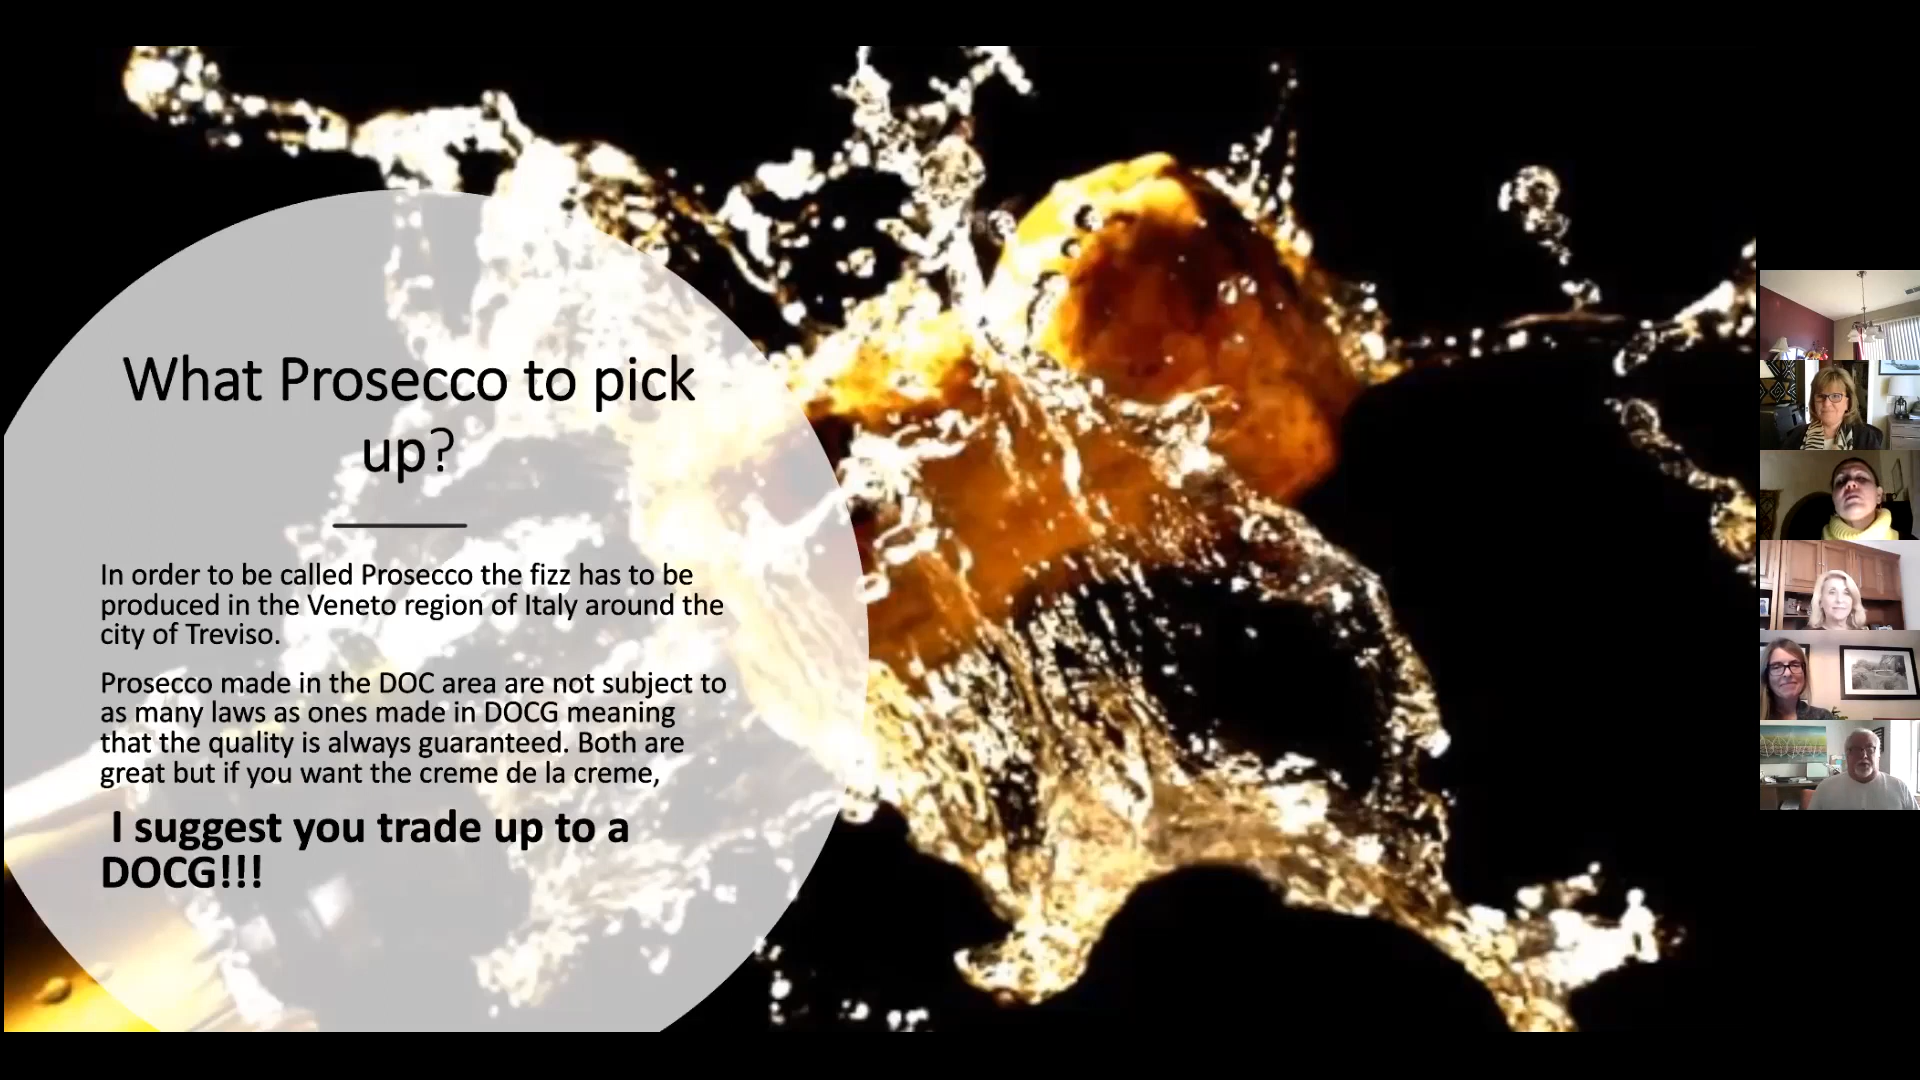 What Prosecco to pick
up?
In order to be called Prosecco the fizz has to be
produced in the Veneto region of Italy around the
city of Treviso.
Prosecco made in the DOC area are not subject to
as many laws as ones made in DOCG meaning
that the quality is always guaranteed. Both are
great but if you want the creme de la creme,
I suggest you trade up to a
DOCG!!!